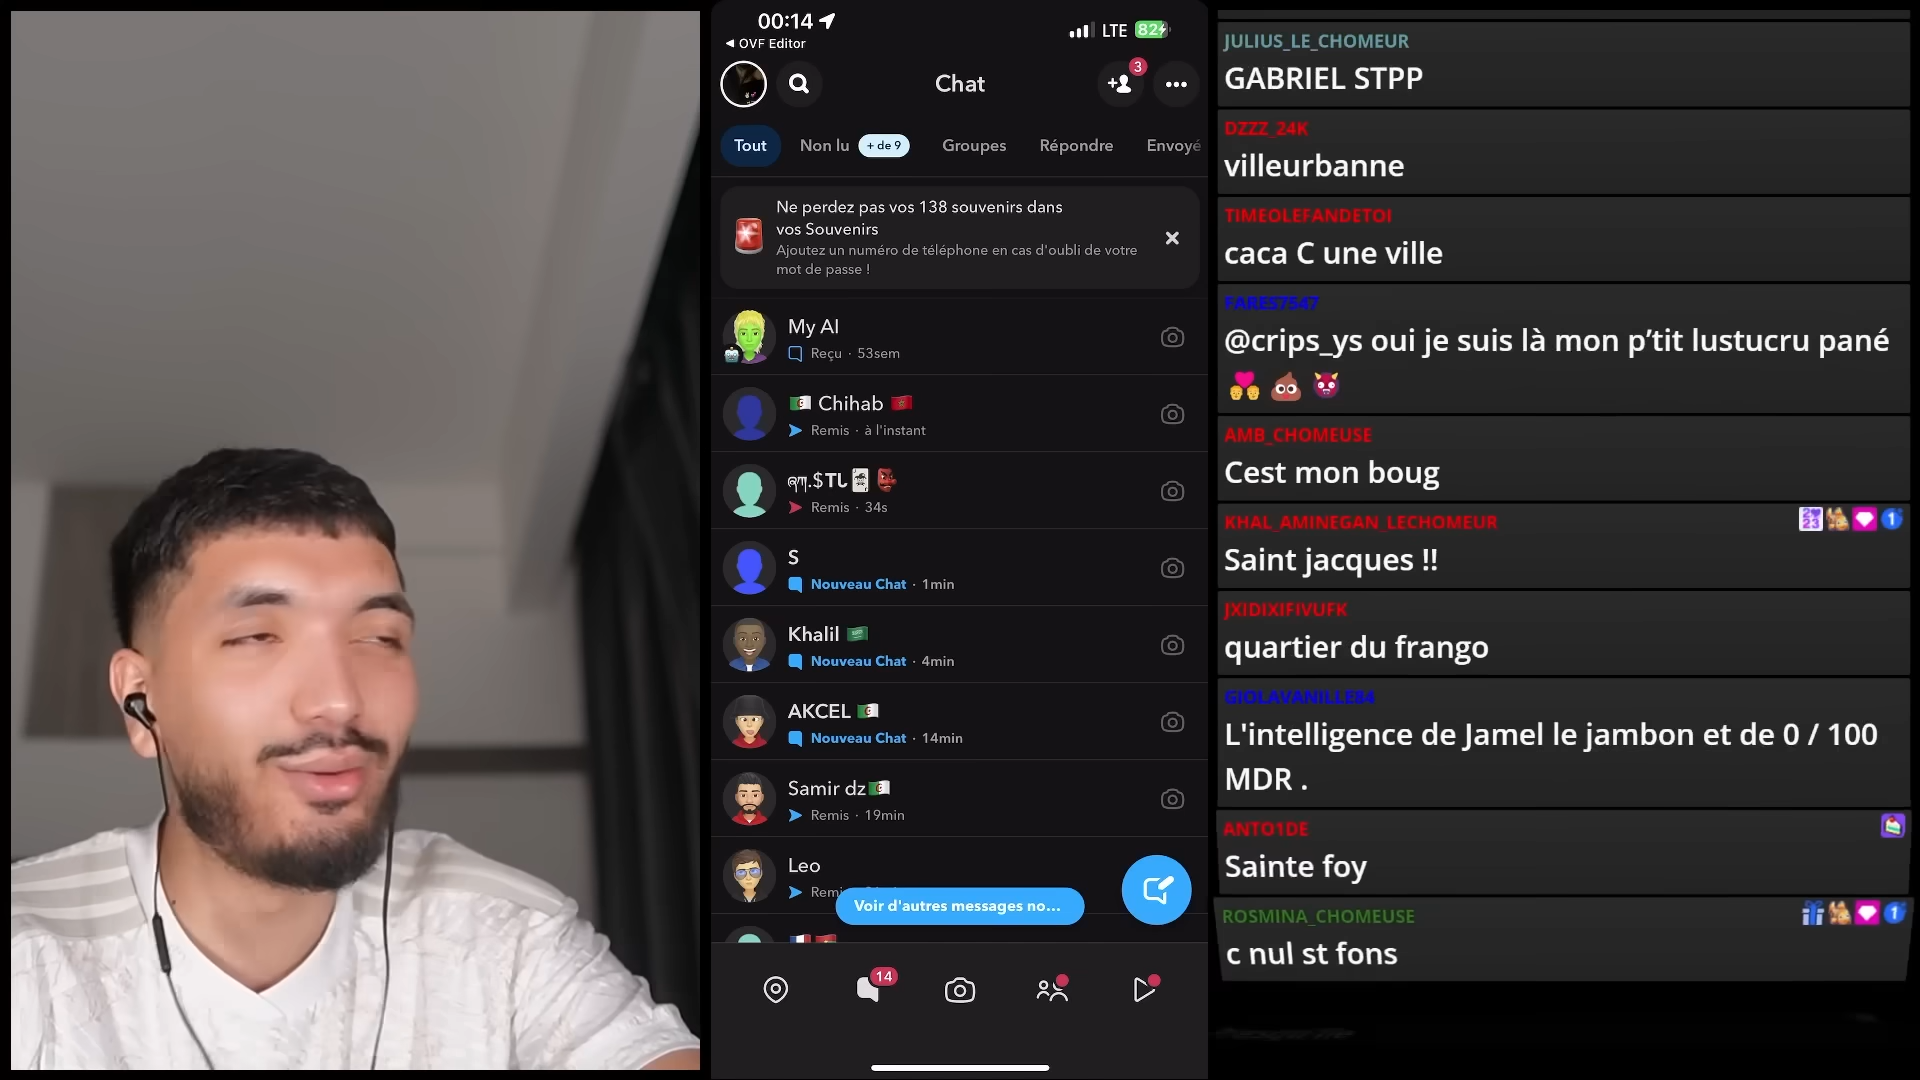 00:14
LTE
82
◀ OVF Editor
3
Chat
Tout
Non lu
+ de 9
Groupes
Répondre
Envoyé
Ne perdez pas vos 138 souvenirs dans
vos Souvenirs
Ajoutez un numéro de téléphone en cas d'oubli de votre
mot de passe !
My AI
Reçu · 53sem
Chihab
Remis · à l'instant
Remis · 34s
S
Nouveau Chat · 1min
Khalil
Nouveau Chat · 4min
AKCEL
Nouveau Chat · 14min
Samir dz
Remis · 19min
Leo
Voir d'autres messages no...
14
JULIUS_LE_CHOMEUR
GABRIEL STPP
DZZZ_24K
villeurbanne
TIMEOLEFANDETOI
caca C une ville
FARES7547
@crips_ys oui je suis là mon p’tit lustucru pané
💏 💩 👿
AMB_CHOMEUSE
Cest mon boug
KHAL_AMINEGAN_LECHOMEUR
Saint jacques !!
JXIDIXIFIVUFK
quartier du frango
GIOLAVANILLE84
L'intelligence de Jamel le jambon et de 0 / 100
MDR .
ANTO1DE
Sainte foy
ROSMINA_CHOMEUSE
c nul st fons